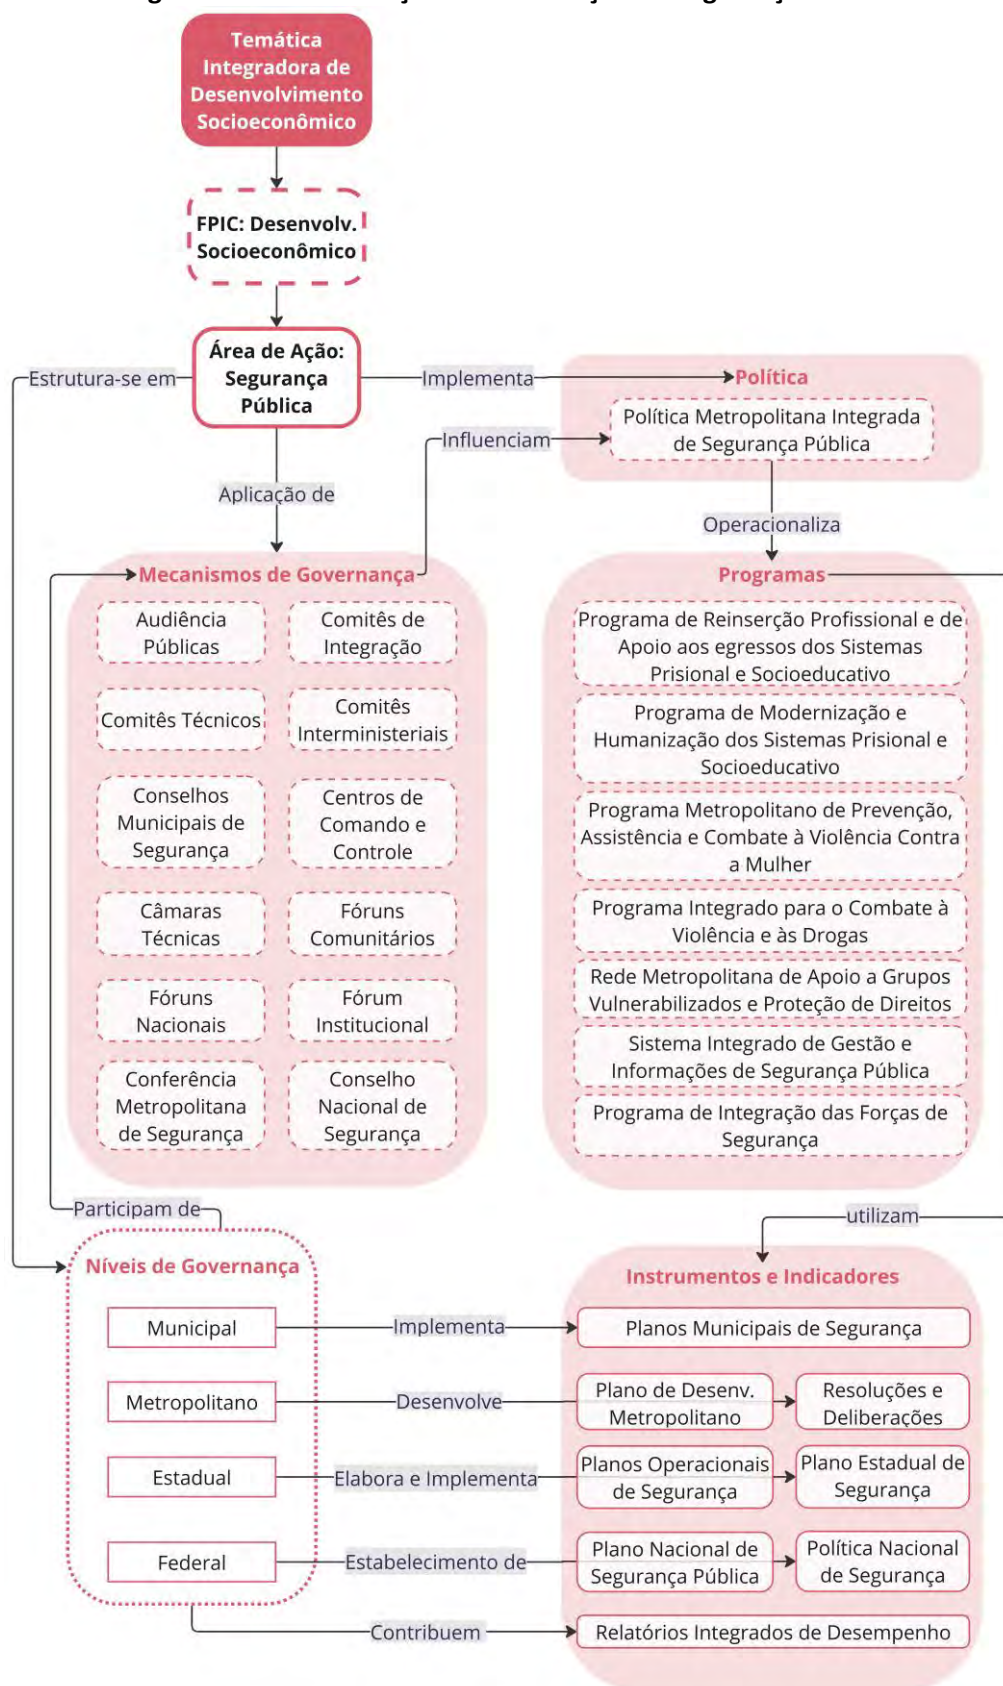 Temática
Integradora de
Desenvolvimento
Socioeconômico
FPIC: Desenvolv.
Socioeconômico
Área de Ação:
Segurança
Pública
Estrutura-se em
Implementa
Política
Política Metropolitana Integrada
de Segurança Pública
Influenciam
Aplicação de
Operacionaliza
Mecanismos de Governança
Audiência
Públicas
Comitês de
Integração
Comitês Técnicos
Comitês
Interministeriais
Conselhos
Municipais de
Segurança
Centros de
Comando e
Controle
Câmaras
Técnicas
Fóruns
Comunitários
Fóruns
Nacionais
Fórum
Institucional
Conferência
Metropolitana
de Segurança
Conselho
Nacional de
Segurança
Programas
Programa de Reinserção Profissional e de
Apoio aos egressos dos Sistemas
Prisional e Socioeducativo
Programa de Modernização e
Humanização dos Sistemas Prisional e
Socioeducativo
Programa Metropolitano de Prevenção,
Assistência e Combate à Violência Contra
a Mulher
Programa Integrado para o Combate à
Violência e às Drogas
Rede Metropolitana de Apoio a Grupos
Vulnerabilizados e Proteção de Direitos
Sistema Integrado de Gestão e
Informações de Segurança Pública
Programa de Integração das Forças de
Segurança
Participam de
utilizam
Níveis de Governança
Instrumentos e Indicadores
Municipal
Implementa
Planos Municipais de Segurança
Metropolitano
Desenvolve
Plano de Desenv.
Metropolitano
Resoluções e
Deliberações
Estadual
Elabora e Implementa
Planos Operacionais
de Segurança
Plano Estadual de
Segurança
Federal
Estabelecimento de
Plano Nacional de
Segurança Pública
Política Nacional
de Segurança
Contribuem
Relatórios Integrados de Desempenho